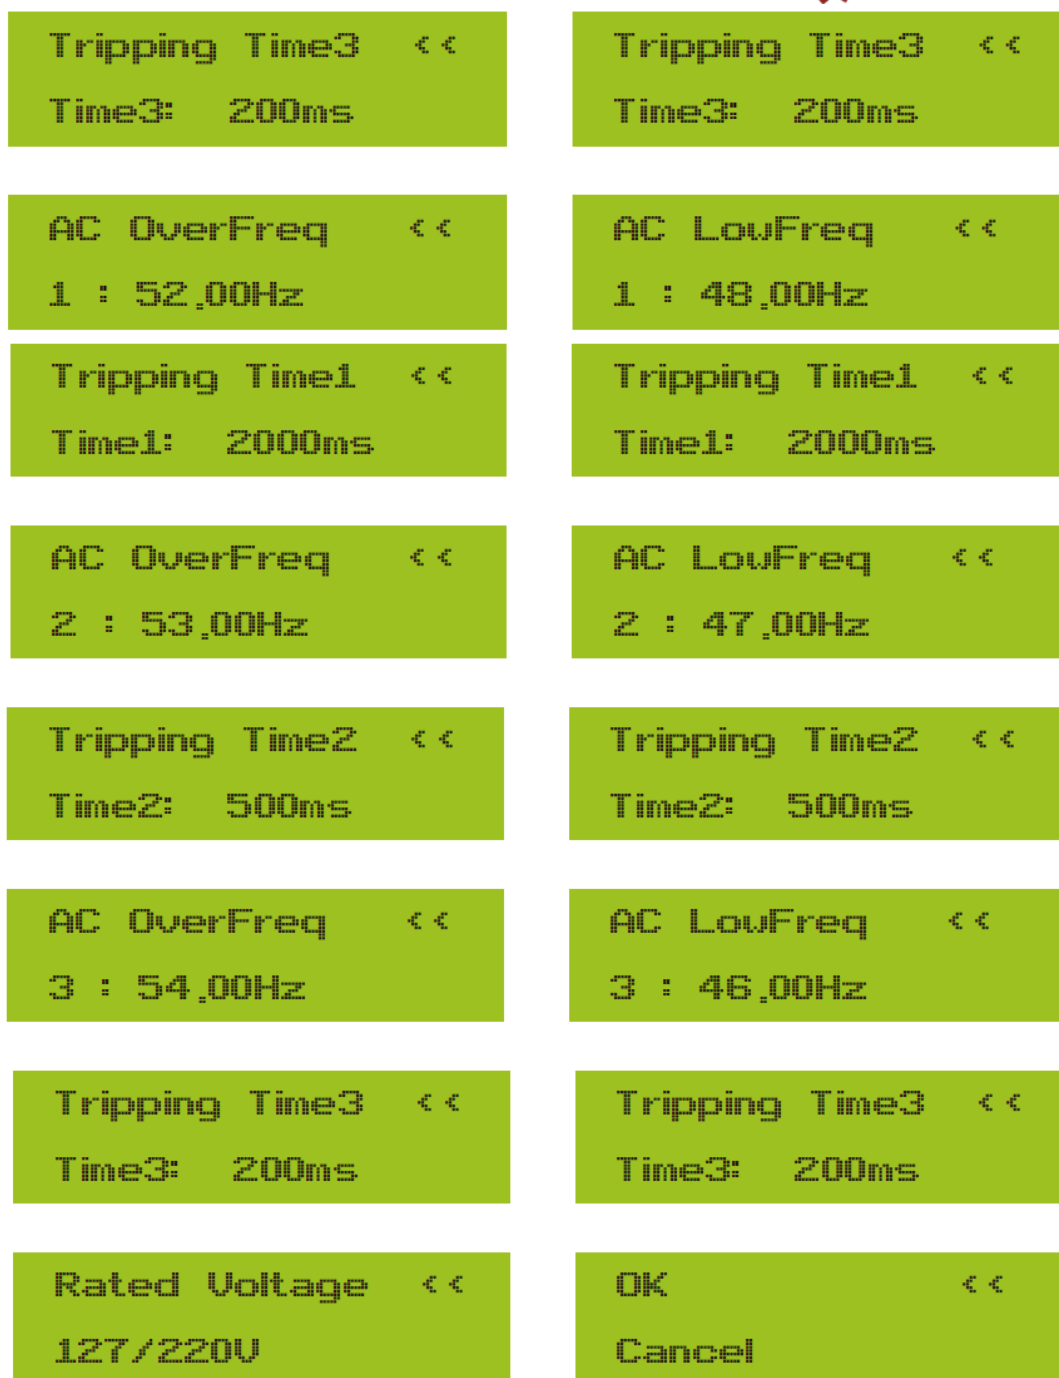 Tripping Time3 <<
Time3: 200ms
Tripping Time3 <<
Time3: 200ms
AC OverFreq <<
1 : 52.00Hz
AC LowFreq <<
1 : 48.00Hz
Tripping Time1 <<
Time1: 2000ms
Tripping Time1 <<
Time1: 2000ms
AC OverFreq <<
2 : 53.00Hz
AC LowFreq <<
2 : 47.00Hz
Tripping Time2 <<
Time2: 500ms
Tripping Time2 <<
Time2: 500ms
AC OverFreq <<
3 : 54.00Hz
AC LowFreq <<
3 : 46.00Hz
Tripping Time3 <<
Time3: 200ms
Tripping Time3 <<
Time3: 200ms
Rated Voltage <<
127/220V
OK <<
Cancel